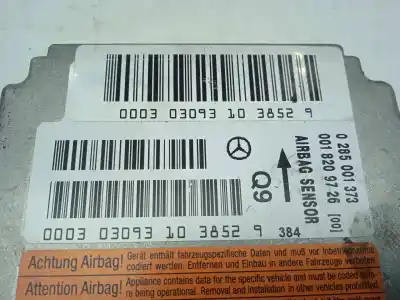 0003 03093 10 3852 9
0003 03093 10 3852 9
Q9
AIRBAG SENSOR
384
0 285 001 373
001 820 97 26 [00]
Achtung Airbag!
Gerät enthält fahrzeugspezifische Daten und muß vor Inbetriebnahme
codiert werden. Entfernen und Einbau in andere Fahrzeuge verboten
Attention Airbag!
Appliance contains data for the specific vehicle and must be coded
is being operated. Removal and installation in other vehicles prohibited